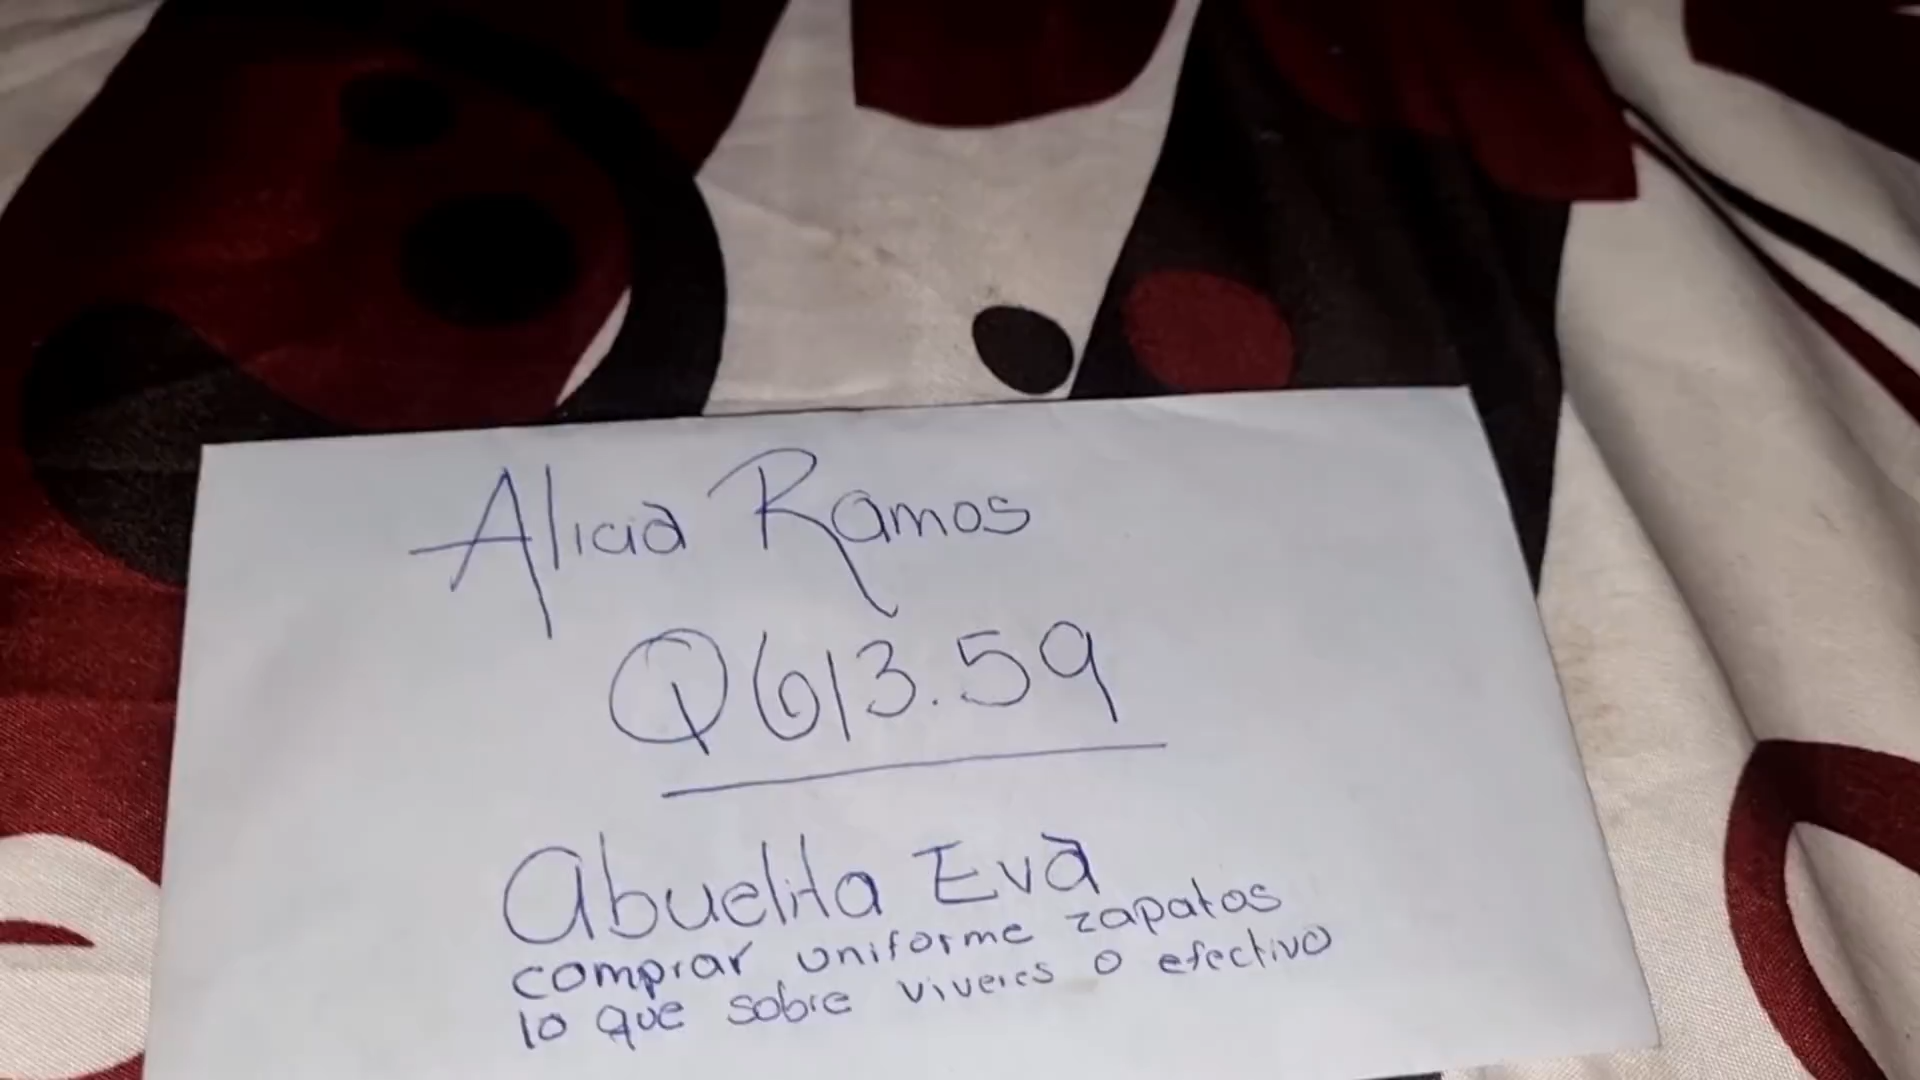 Alicia Ramos
Q613.59
Abuelita Eva
comprar uniforme zapatos
lo que sobre viveres o efectivo